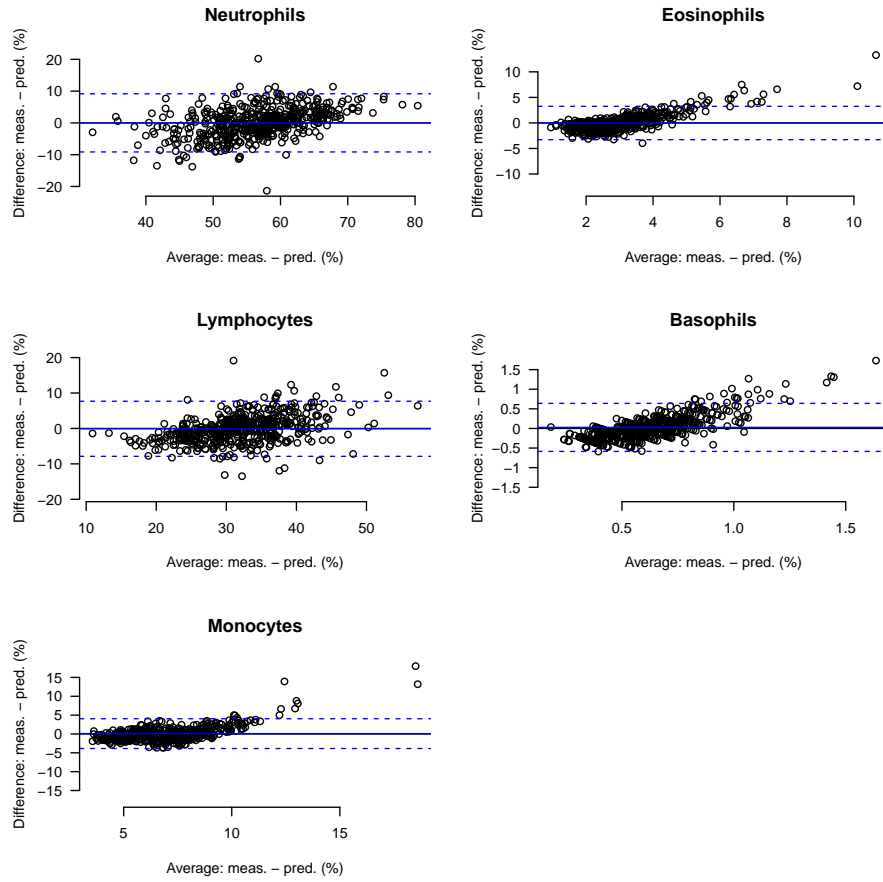 Neutrophils
Difference: meas. − pred. (%)
20
10
0
−10
−20
40 50 60 70 80
Average: meas. − pred. (%)
Eosinophils
Difference: meas. − pred. (%)
10
5
0
−5
−10
2 4 6 8 10
Average: meas. − pred. (%)
Lymphocytes
Difference: meas. − pred. (%)
20
10
0
−10
−20
10 20 30 40 50
Average: meas. − pred. (%)
Basophils
Difference: meas. − pred. (%)
1.5
1
0.5
0
−0.5
−1
−1.5
0.5 1.0 1.5
Average: meas. − pred. (%)
Monocytes
Difference: meas. − pred. (%)
15
10
5
0
−5
−10
−15
5 10 15
Average: meas. − pred. (%)